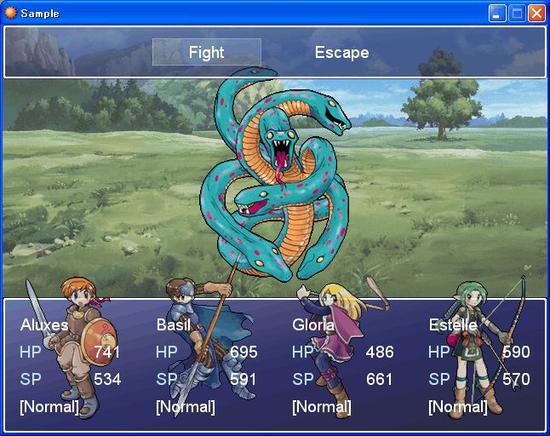 Sample
Fight Escape
Aluxes Basil Gloria Estelle
HP 741 HP 695 HP 486 HP 590
SP 534 SP 591 SP 661 SP 570
[Normal] [Normal] [Normal] [Normal]